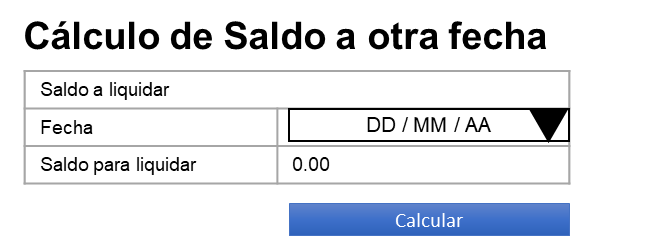 Cálculo de Saldo a otra fecha
Saldo a liquidar
Fecha DD / MM / AA
Saldo para liquidar 0.00
Calcular